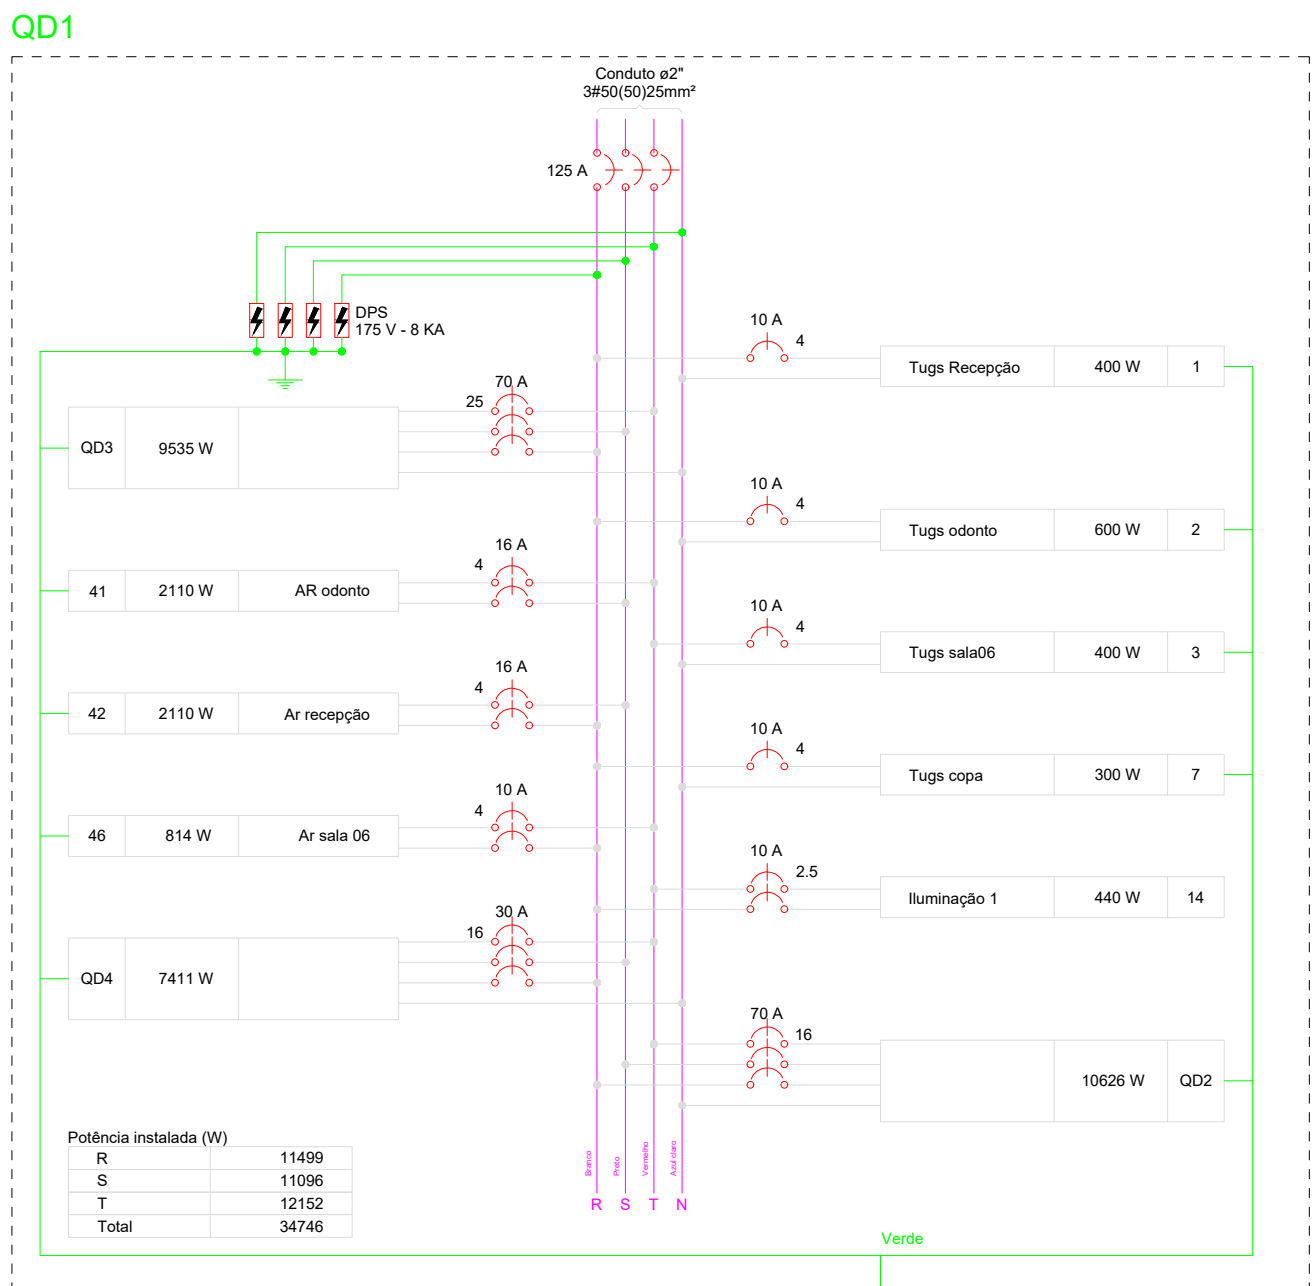 QD1
Conduto ø2"
3#50(50)25mm²
125 A
DPS
175 V - 8 KA
10 A
4
Tugs Recepção 400 W 1
70 A
25
QD3 9535 W
10 A
4
Tugs odonto 600 W 2
16 A
4
41 2110 W AR odonto
10 A
4
Tugs sala06 400 W 3
16 A
4
42 2110 W Ar recepção
10 A
4
Tugs copa 300 W 7
10 A
4
46 814 W Ar sala 06
10 A
2.5
Iluminação 1 440 W 14
30 A
16
QD4 7411 W
70 A
16
10626 W QD2
Potência instalada (W)
R 11499
S 11096
T 12152
Total 34746
Branco
Preto
Vermelho
Azul claro
R S T N
Verde